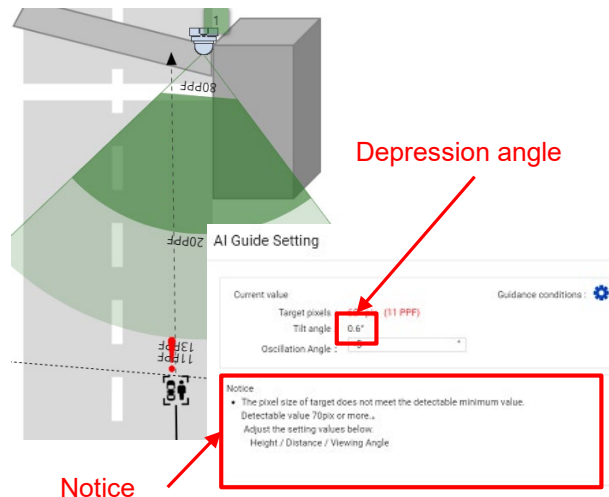 1
80PPF
Depression angle
20PPF
AI Guide Setting
Current value
Guidance conditions :
Target pixels
(11 PPF)
Tilt angle
0.6°
13PPF
11PPF
Oscillation Angle :
°
Notice
• The pixel size of target does not meet the detectable minimum value.
Detectable value 70pix or more.
Adjust the setting values below.
Height / Distance / Viewing Angle
Notice